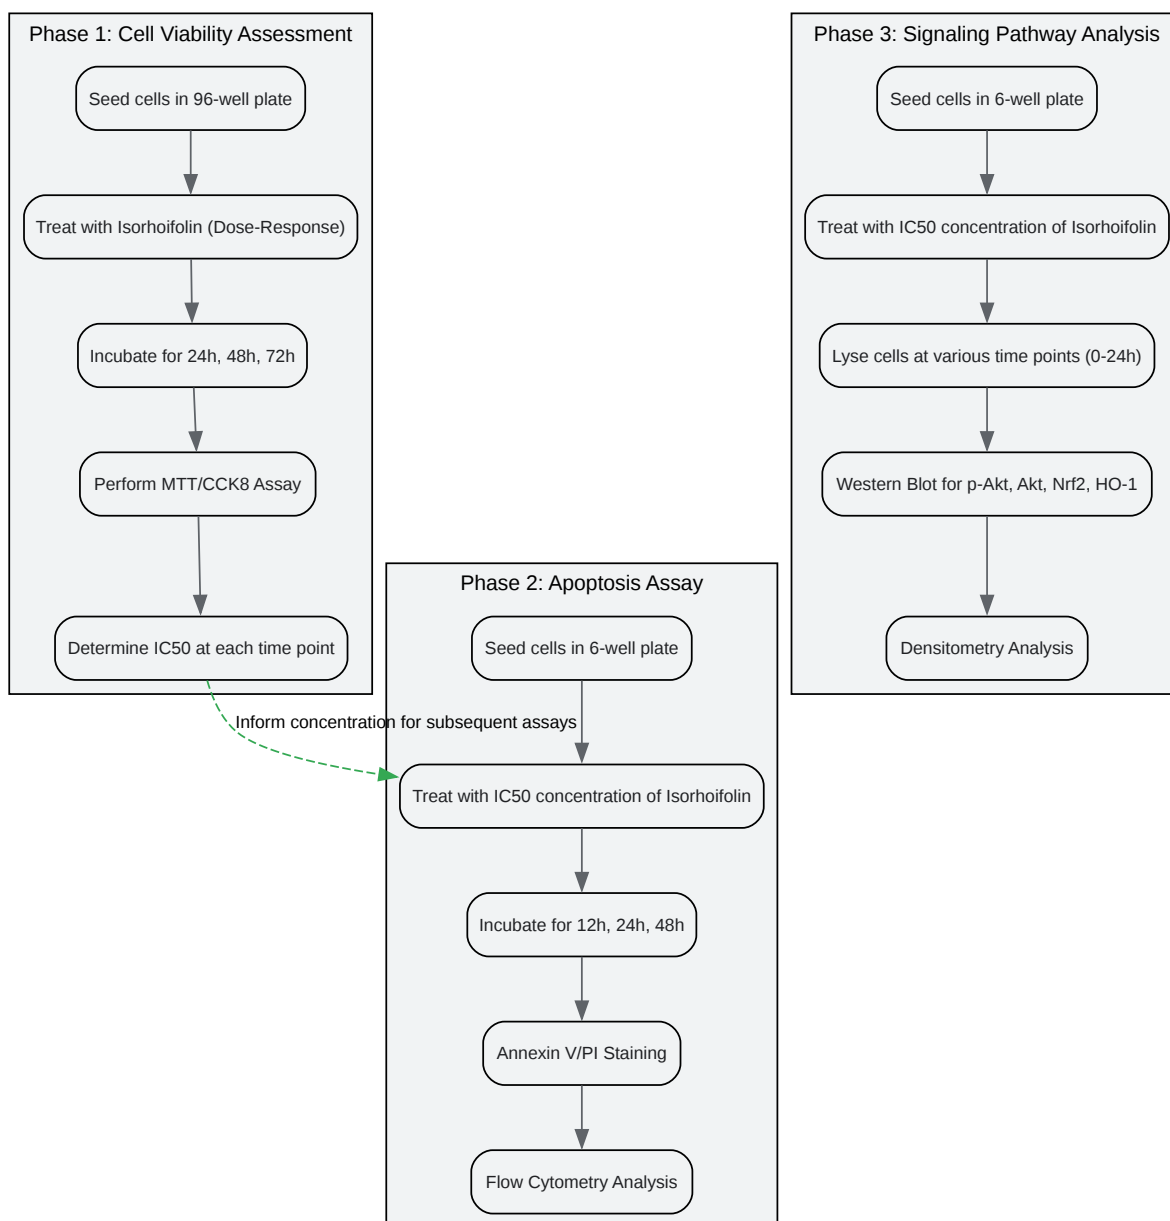 Phase 1: Cell Viability Assessment
Seed cells in 96-well plate
Treat with Isorhoifolin (Dose-Response)
Incubate for 24h, 48h, 72h
Perform MTT/CCK8 Assay
Determine IC50 at each time point
Inform concentration for subsequent assays
Phase 2: Apoptosis Assay
Seed cells in 6-well plate
Treat with IC50 concentration of Isorhoifolin
Incubate for 12h, 24h, 48h
Annexin V/PI Staining
Flow Cytometry Analysis
Phase 3: Signaling Pathway Analysis
Seed cells in 6-well plate
Treat with IC50 concentration of Isorhoifolin
Lyse cells at various time points (0-24h)
Western Blot for p-Akt, Akt, Nrf2, HO-1
Densitometry Analysis